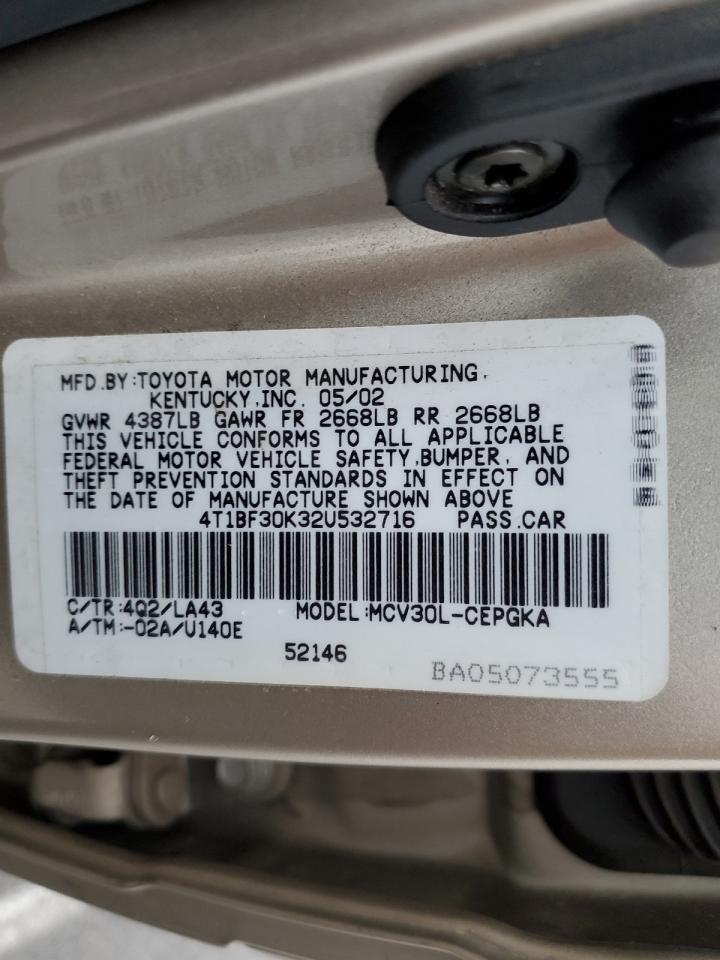 MFD.BY:TOYOTA MOTOR MANUFACTURING,
KENTUCKY,INC. 05/02
GVWR 4387LB GAWR FR 2668LB RR 2668LB
THIS VEHICLE CONFORMS TO ALL APPLICABLE
FEDERAL MOTOR VEHICLE SAFETY,BUMPER, AND
THEFT PREVENTION STANDARDS IN EFFECT ON
THE DATE OF MANUFACTURE SHOWN ABOVE
4T1BF30K32U532716 PASS.CAR
C/TR:4Q2/LA43 MODEL:MCV30L-CEPGKA
A/TM:-02A/U140E
52146
BA05073555